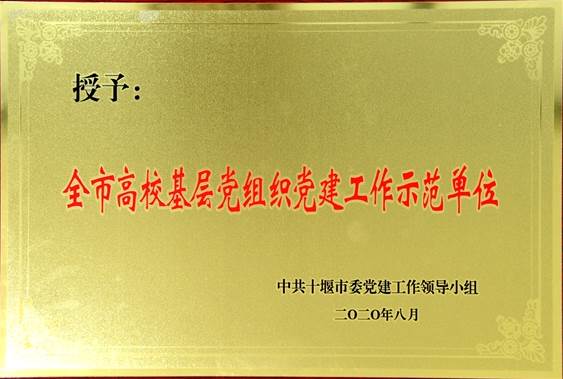 授予：
全市高校基层党组织党建工作示范单位
中共十堰市委党建工作领导小组
二〇二〇年八月